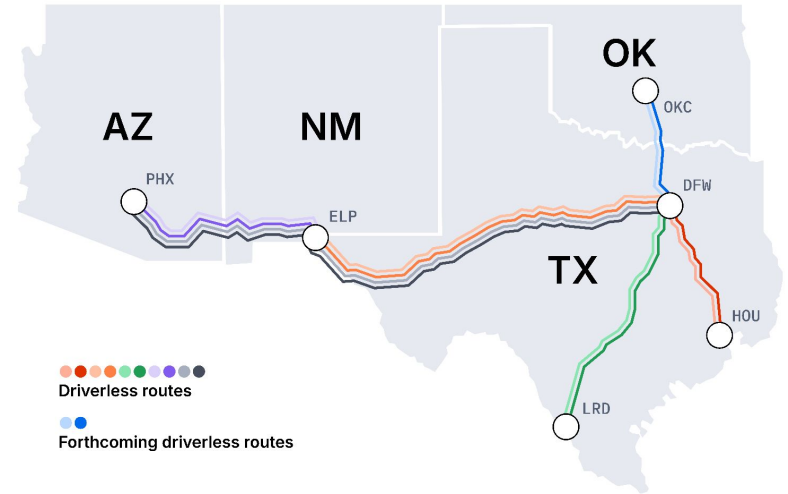 OK
OKC
AZ
NM
PHX
DFW
ELP
TX
HOU
LRD
Driverless routes
Forthcoming driverless routes